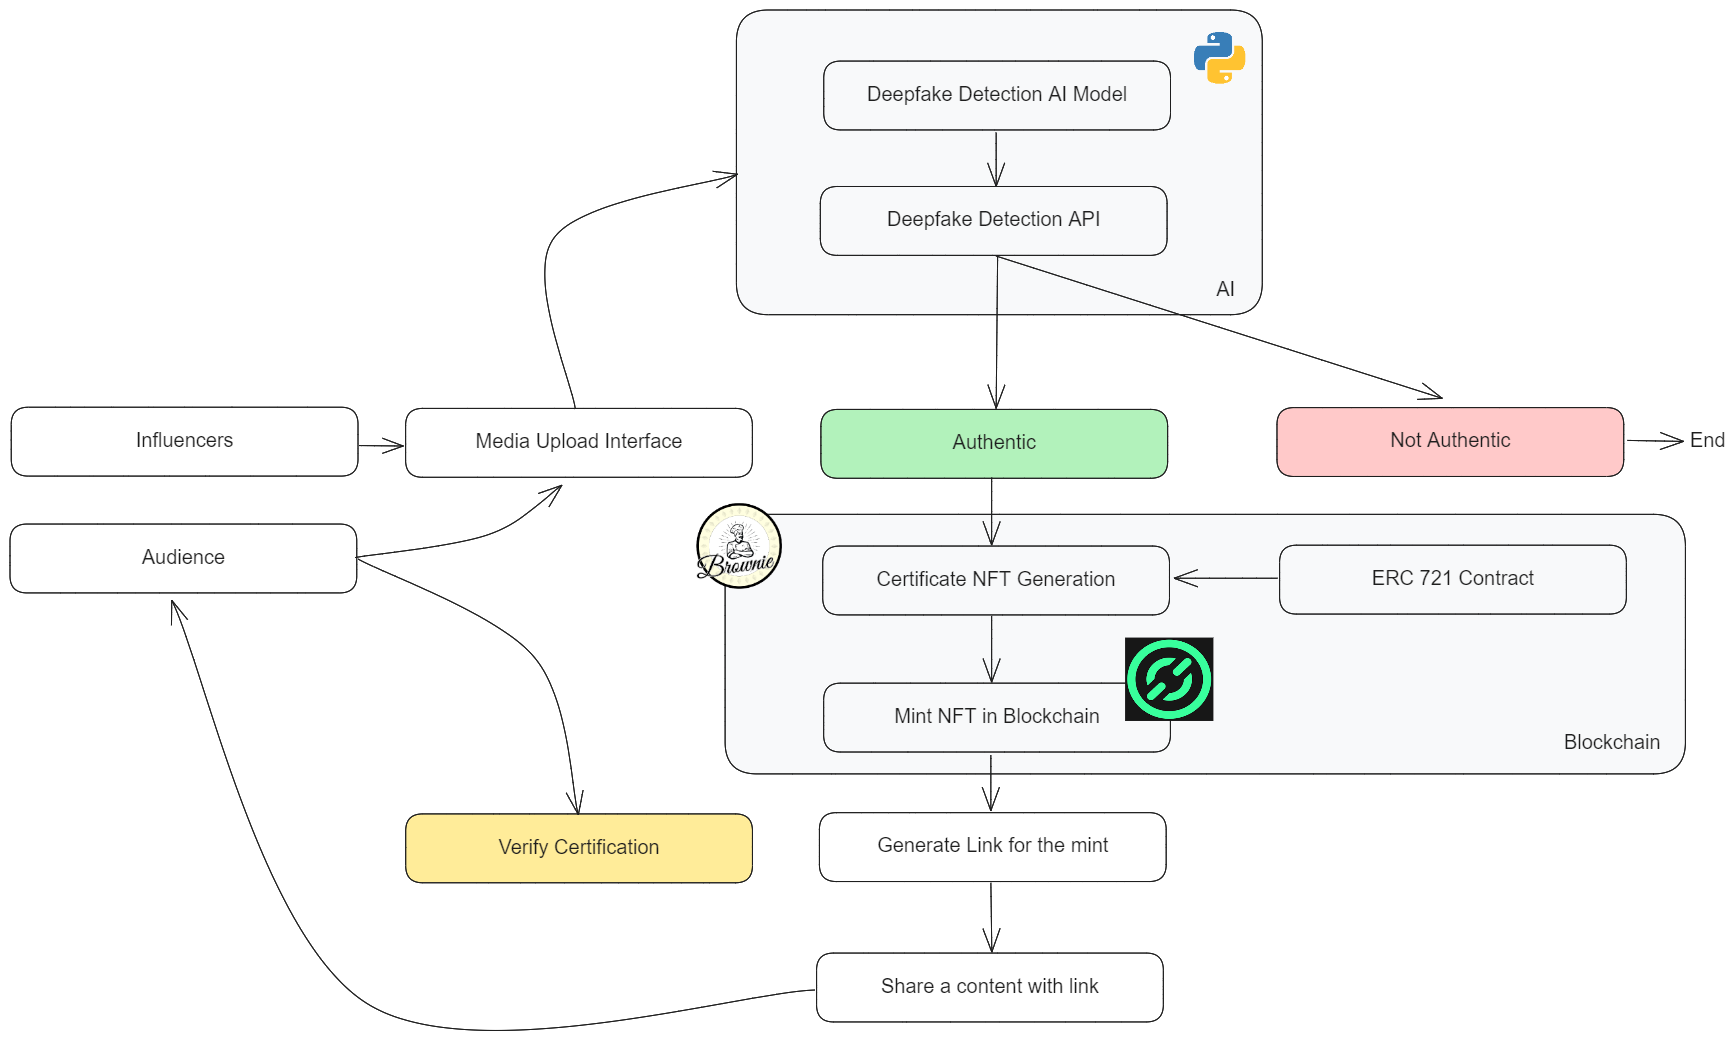 Deepfake Detection AI Model
Deepfake Detection API
AI
Influencers
Media Upload Interface
Authentic
Not Authentic
End
Audience
Brownie
Certificate NFT Generation
ERC 721 Contract
Mint NFT in Blockchain
Blockchain
Verify Certification
Generate Link for the mint
Share a content with link